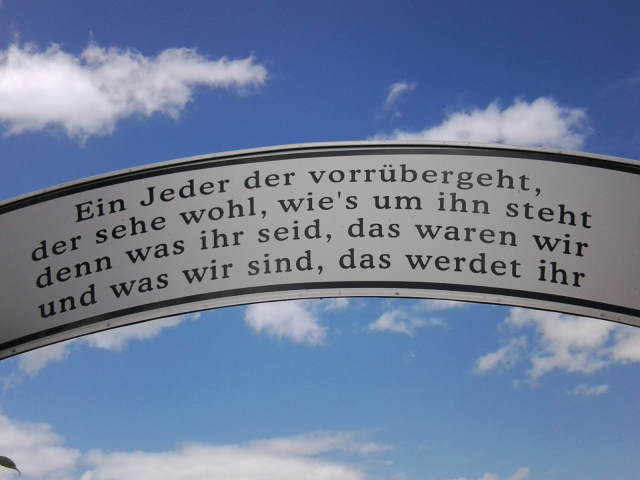 Ein Jeder der vorrübergeht,
der sehe wohl, wie's um ihn steht
denn was ihr seid, das waren wir
und was wir sind, das werdet ihr